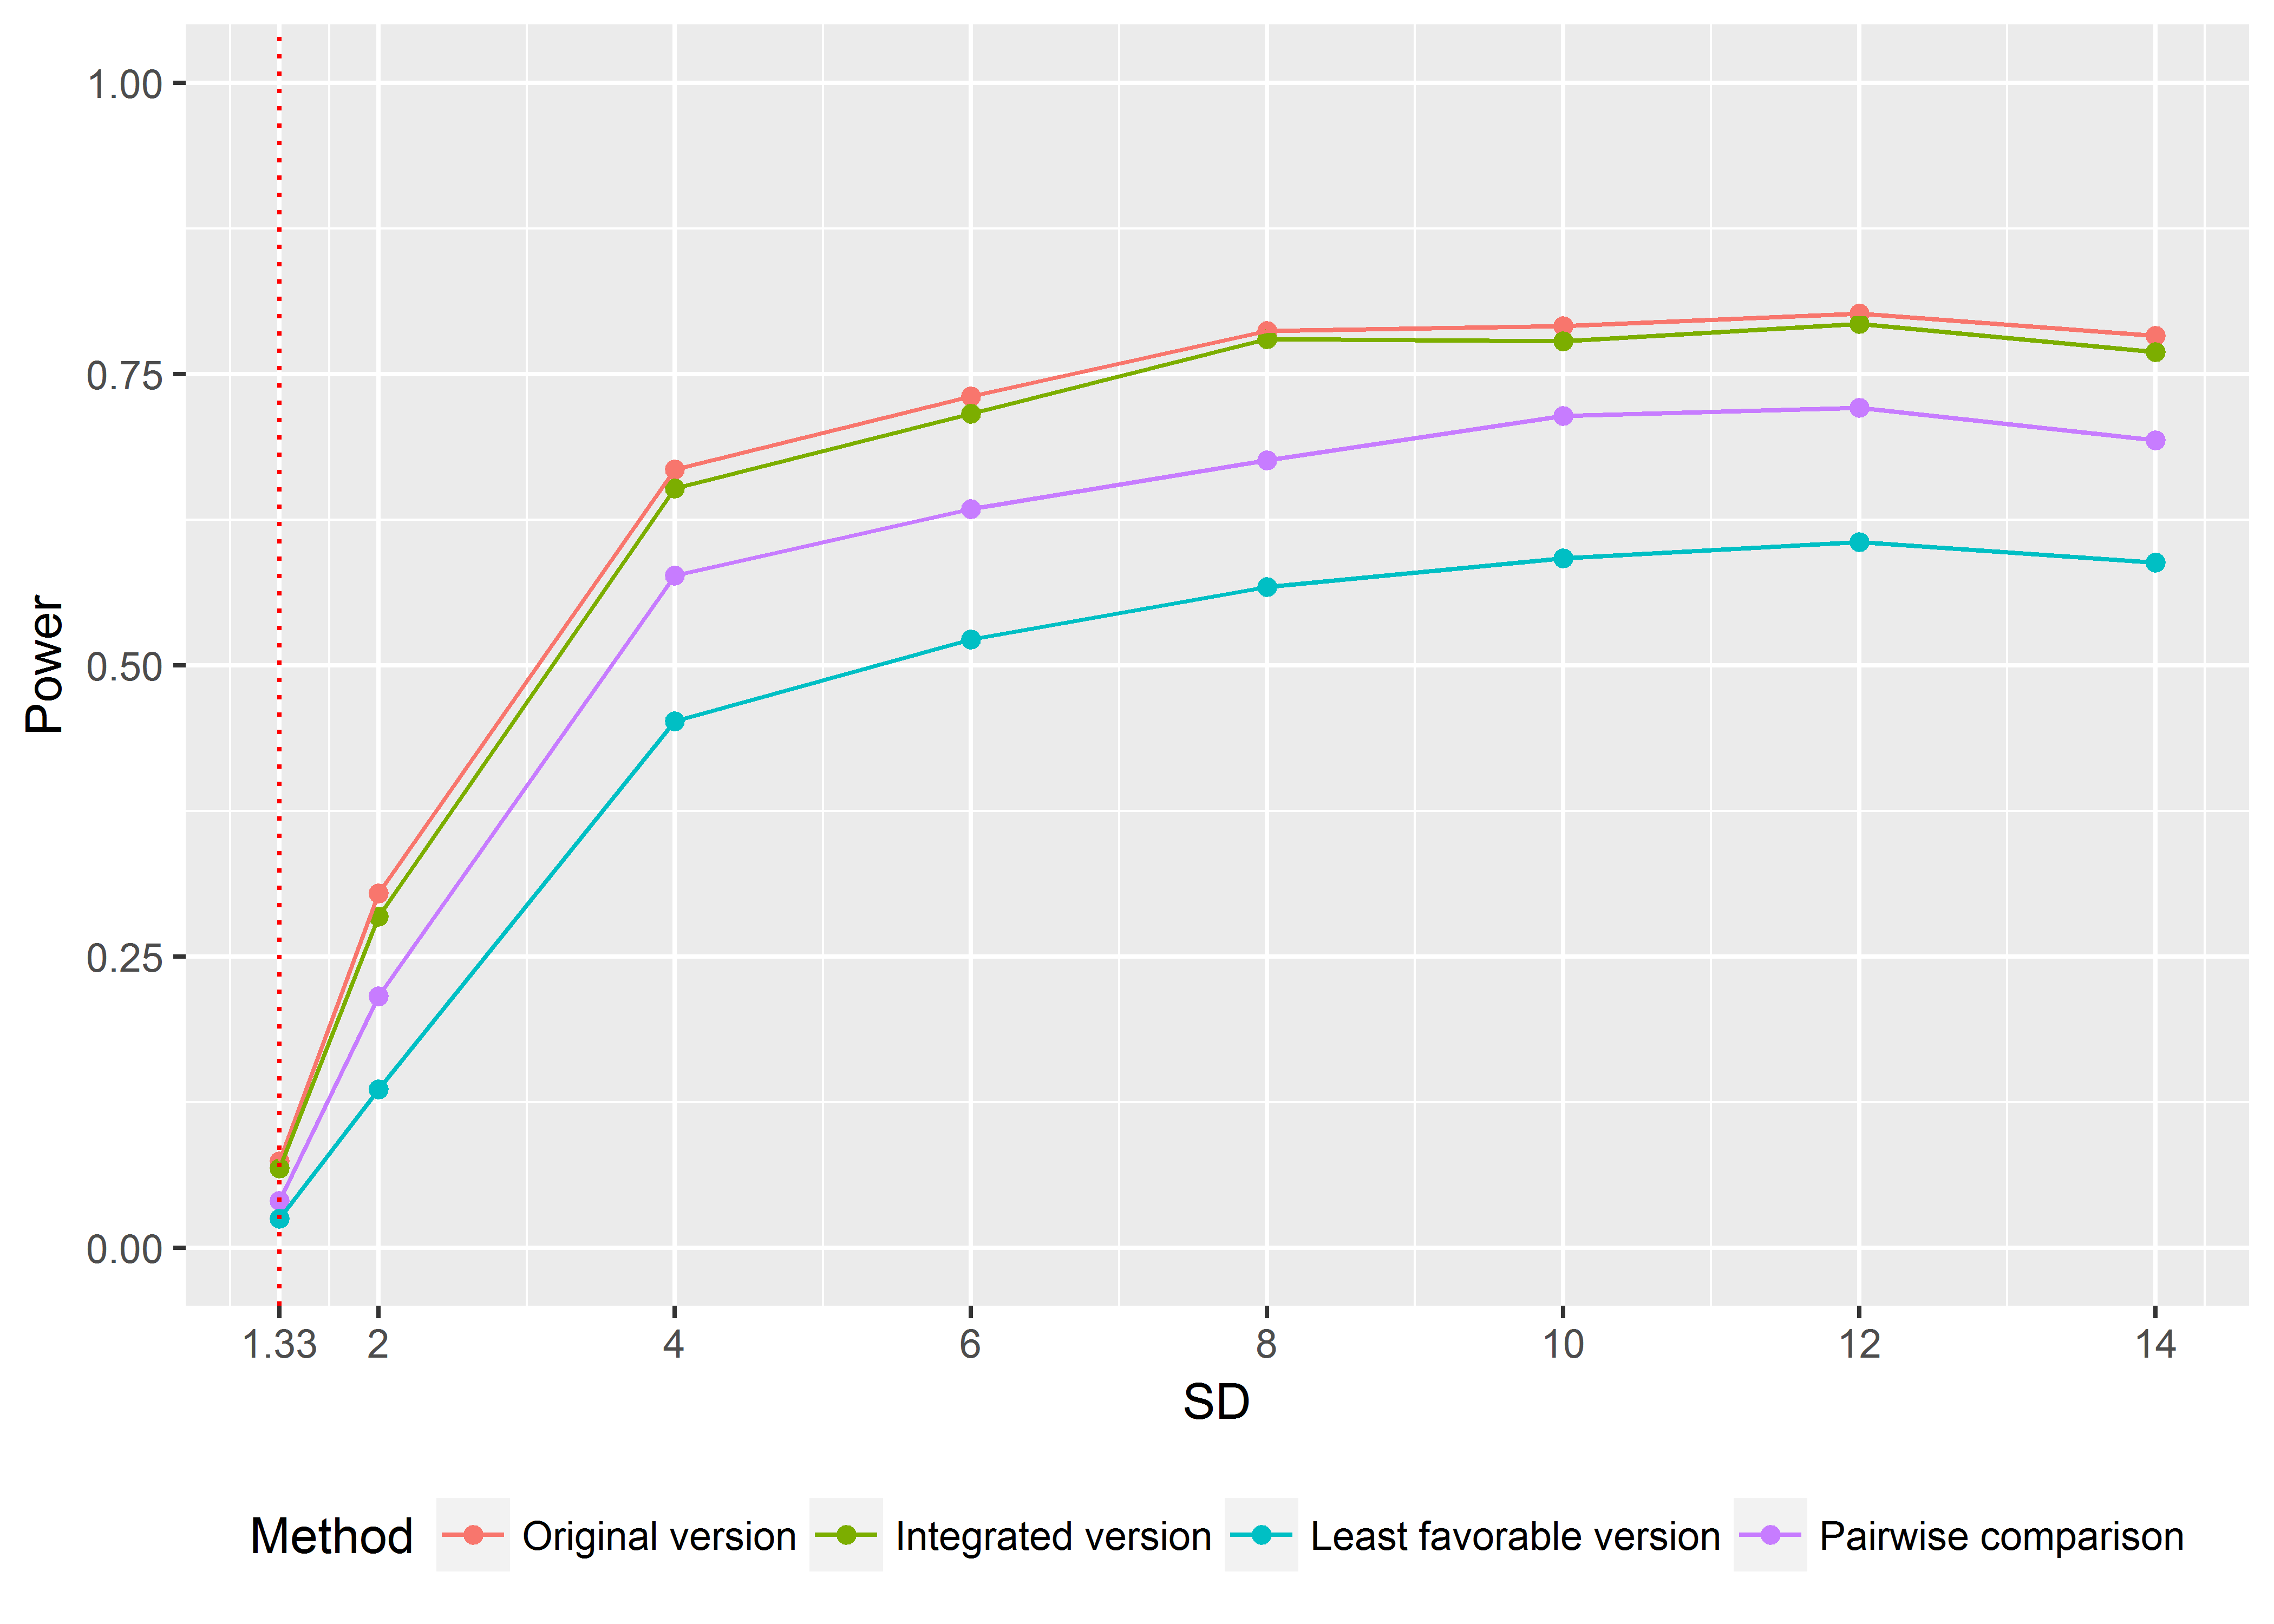 1.00
0.75
0.50
0.25
0.00
Power
1.33 2 4 6 8 10 12 14
SD
Method Original version Integrated version Least favorable version Pairwise comparison